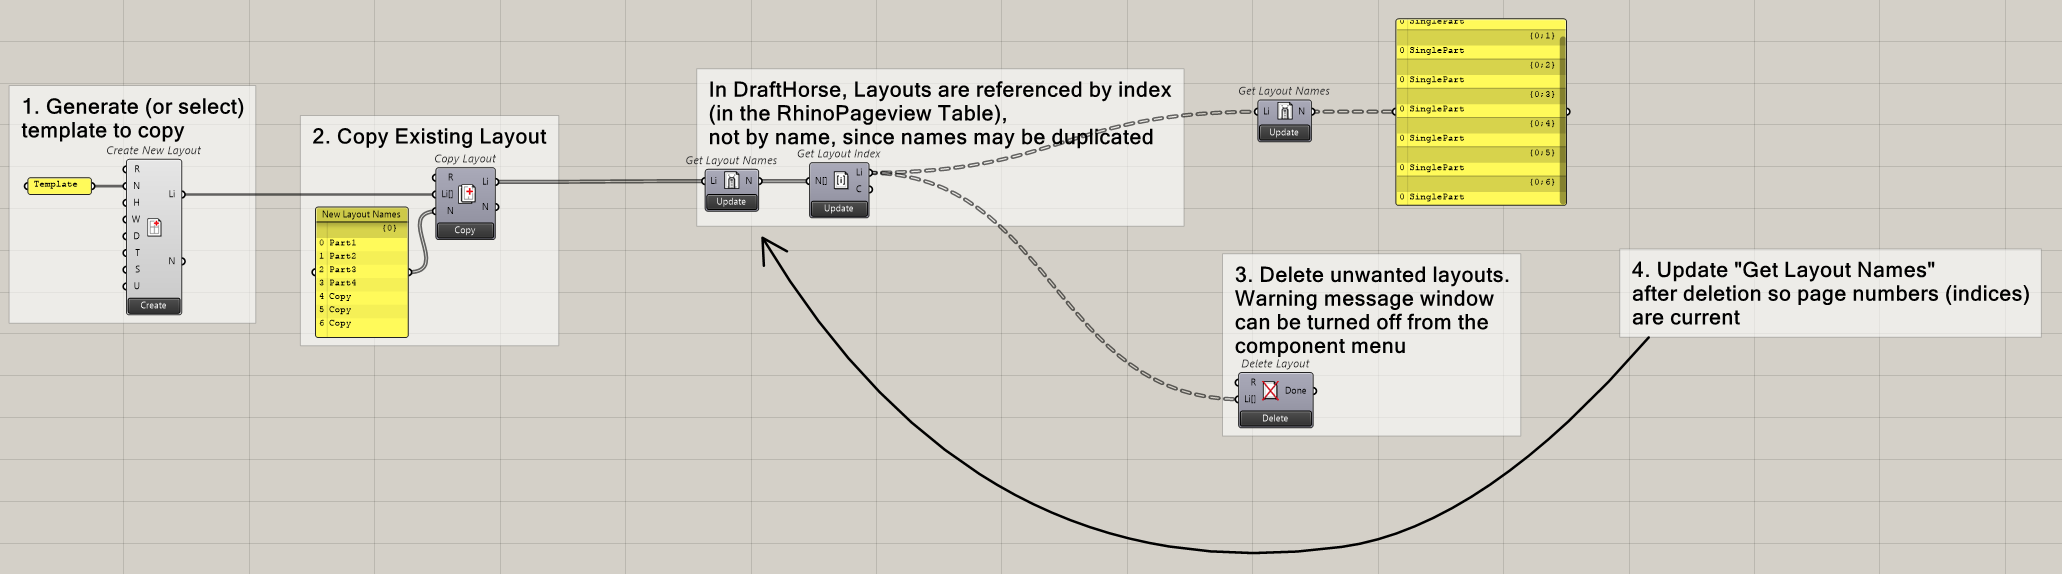 1. Generate (or select)
template to copy
Create New Layout
Template
R
N
H
W
D
T
S
U
Li
N
Create
2. Copy Existing Layout
Copy Layout
R
Li[]
N
Li
N
Copy
New Layout Names
{0}
0 Part1
1 Part2
2 Part3
3 Part4
4 Copy
5 Copy
6 Copy
In DraftHorse, Layouts are referenced by index
(in the RhinoPageview Table),
not by name, since names may be duplicated
Get Layout Names
Li N
Update
Get Layout Index
N[]
Li
C
Update
Get Layout Names
Li N
Update
0 SinglePart
{0;1}
0 SinglePart
{0;2}
0 SinglePart
{0;3}
0 SinglePart
{0;4}
0 SinglePart
{0;5}
0 SinglePart
{0;6}
0 SinglePart
3. Delete unwanted layouts.
Warning message window
can be turned off from the
component menu
Delete Layout
R
Li[]
Done
Delete
4. Update "Get Layout Names"
after deletion so page numbers (indices)
are current